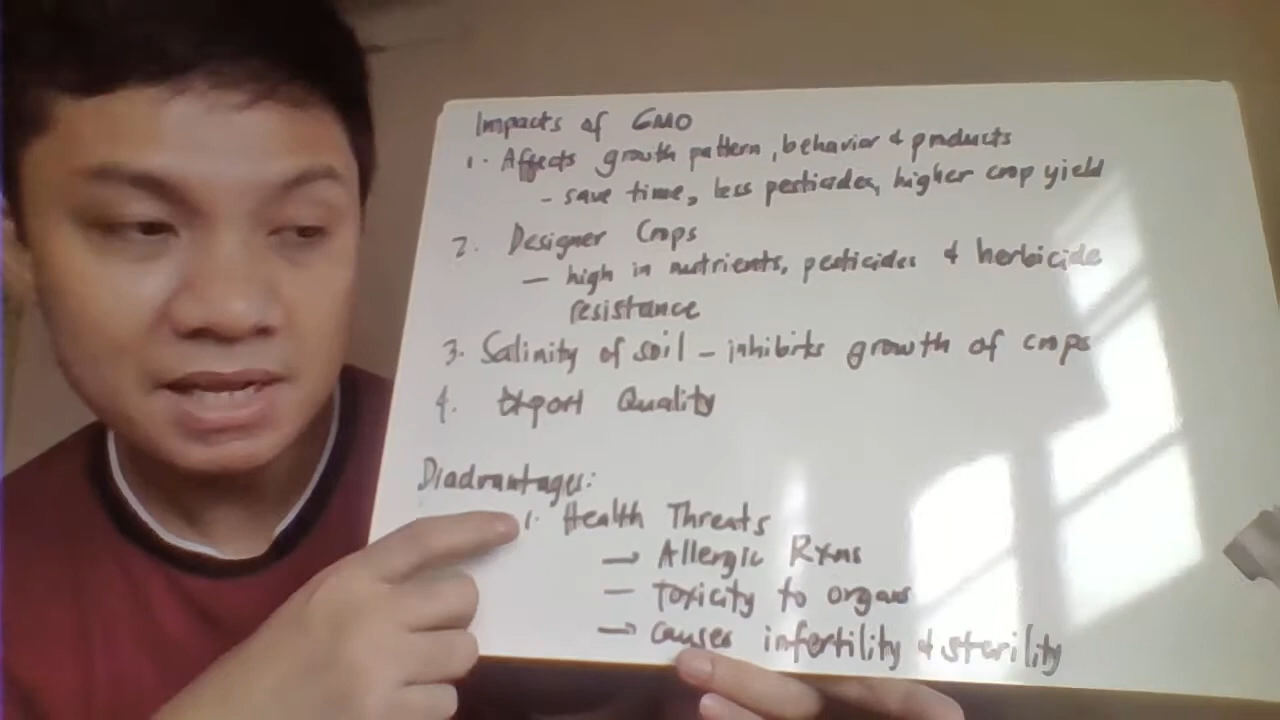 Impacts of GMO
1. Affects growth pattern, behavior & products
- save time, less pesticides, higher crop yield
2. Designer Crops
- high in nutrients, pesticides & herbicide
resistance
3. Salinity of soil - inhibits growth of crops
4. Export Quality
Diadvantages:
1. Health Threats
→ Allergic Rxns
- Toxicity to organs
→ causes infertility & sterility